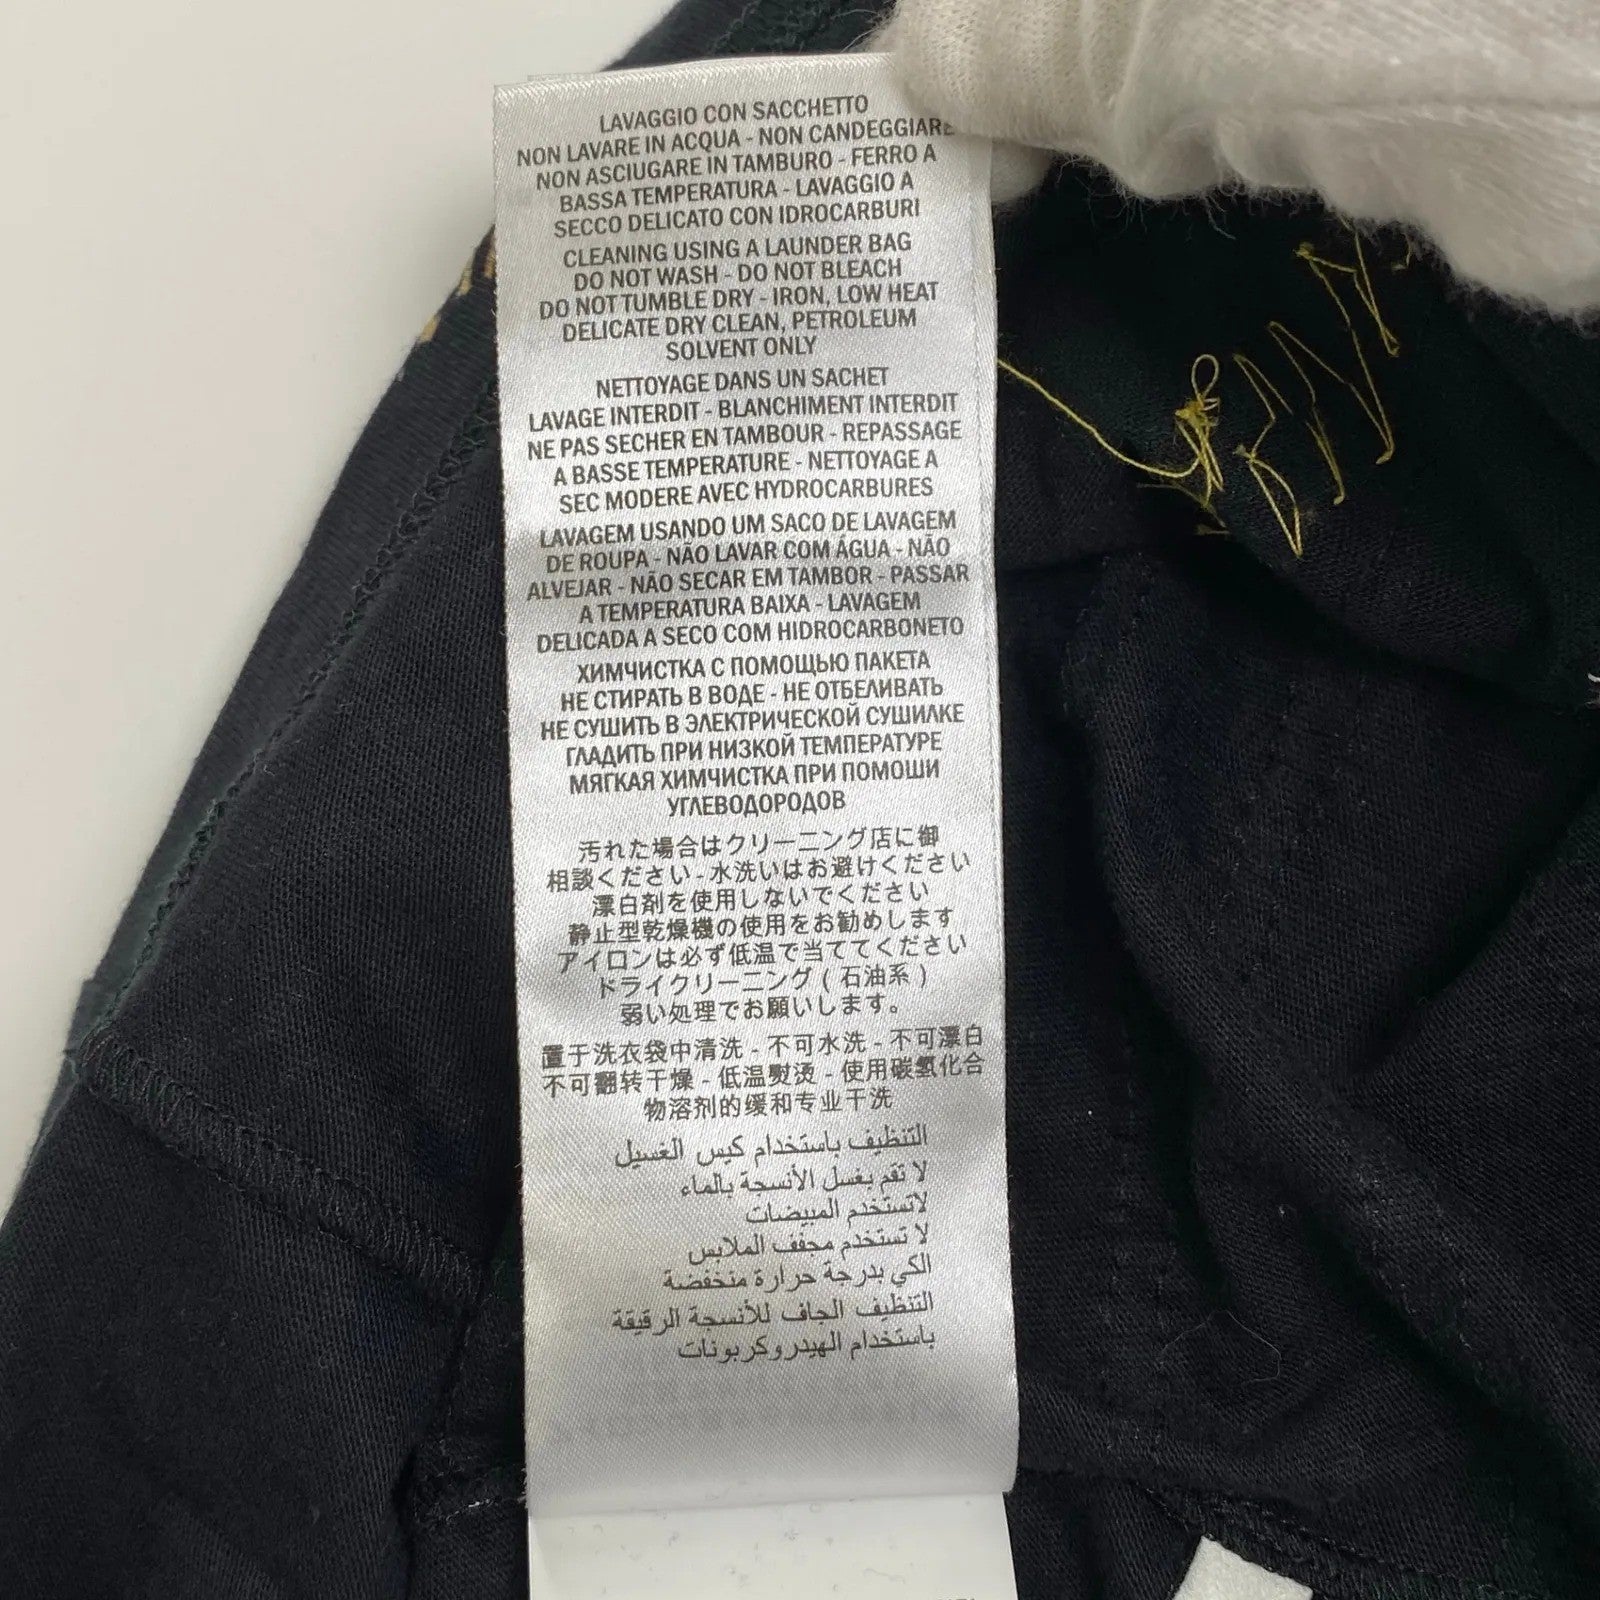 LAVAGGIO CON SACCHETTO
NON LAVARE IN ACQUA - NON CANDEGGIARE
NON ASCIUGARE IN TAMBURO - FERRO A
BASSA TEMPERATURA - LAVAGGIO A
SECCO DELICATO CON IDROCARBURI
CLEANING USING A LAUNDER BAG
DO NOT WASH - DO NOT BLEACH
DO NOT TUMBLE DRY - IRON, LOW HEAT
DELICATE DRY CLEAN, PETROLEUM
SOLVENT ONLY
NETTOYAGE DANS UN SACHET
LAVAGE INTERDIT - BLANCHIMENT INTERDIT
NE PAS SECHER EN TAMBOUR - REPASSAGE
A BASSE TEMPERATURE - NETTOYAGE A
SEC MODERE AVEC HYDROCARBURES
LAVAGEM USANDO UM SACO DE LAVAGEM
DE ROUPA - NÃO LAVAR COM ÁGUA - NÃO
ALVEJAR - NÃO SECAR EM TAMBOR - PASSAR
A TEMPERATURA BAIXA - LAVAGEM
DELICADA A SECO COM HIDROCARBONETO
ХИМЧИСТКА С ПОМОЩЬЮ ПАКЕТА
НЕ СТИРАТЬ В ВОДЕ - НЕ ОТБЕЛИВАТЬ
НЕ СУШИТЬ В ЭЛЕКТРИЧЕСКОЙ СУШИЛКЕ
ГЛАДИТЬ ПРИ НИЗКОЙ ТЕМПЕРАТУРЕ
МЯГКАЯ ХИМЧИСТКА ПРИ ПОМОШИ
УГЛЕВОДОРОДОВ
汚れた場合はクリーニング店に御
相談ください - 水洗いはお避けください
漂白剤を使用しないでください
静止型乾燥機の使用をお勧めします
アイロンは必ず低温で当ててください
ドライクリーニング ( 石油系 )
弱い処理でお願いします。
置于洗衣袋中清洗 - 不可水洗 - 不可漂白
不可翻转干燥 - 低温熨烫 - 使用碳氢化合
物溶剂的缓和专业干洗
التنظيف باستخدام كيس الغسيل
لا تقم بغسل الأنسجة بالماء
لاتستخدم المبيضات
لا تستخدم مجفف الملابس
الكي بدرجة حرارة منخفضة
التنظيف الجاف للأنسجة الرقيقة
باستخدام الهيدروكربونات